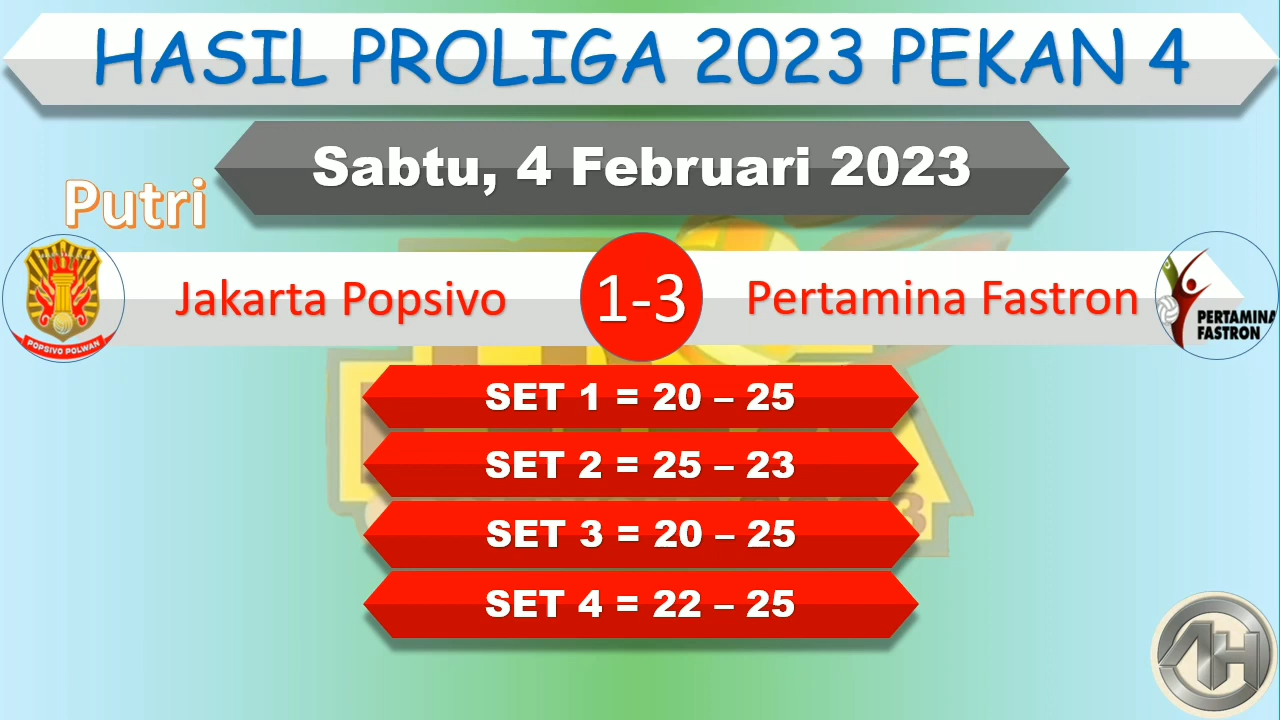 HASIL PROLIGA 2023 PEKAN 4
Sabtu, 4 Februari 2023
Putri
Jakarta Popsivo
1-3
Pertamina Fastron
POPSIVO POLWAN
PERTAMINA
FASTRON
SET 1 = 20 – 25
SET 2 = 25 – 23
SET 3 = 20 – 25
SET 4 = 22 – 25
AH